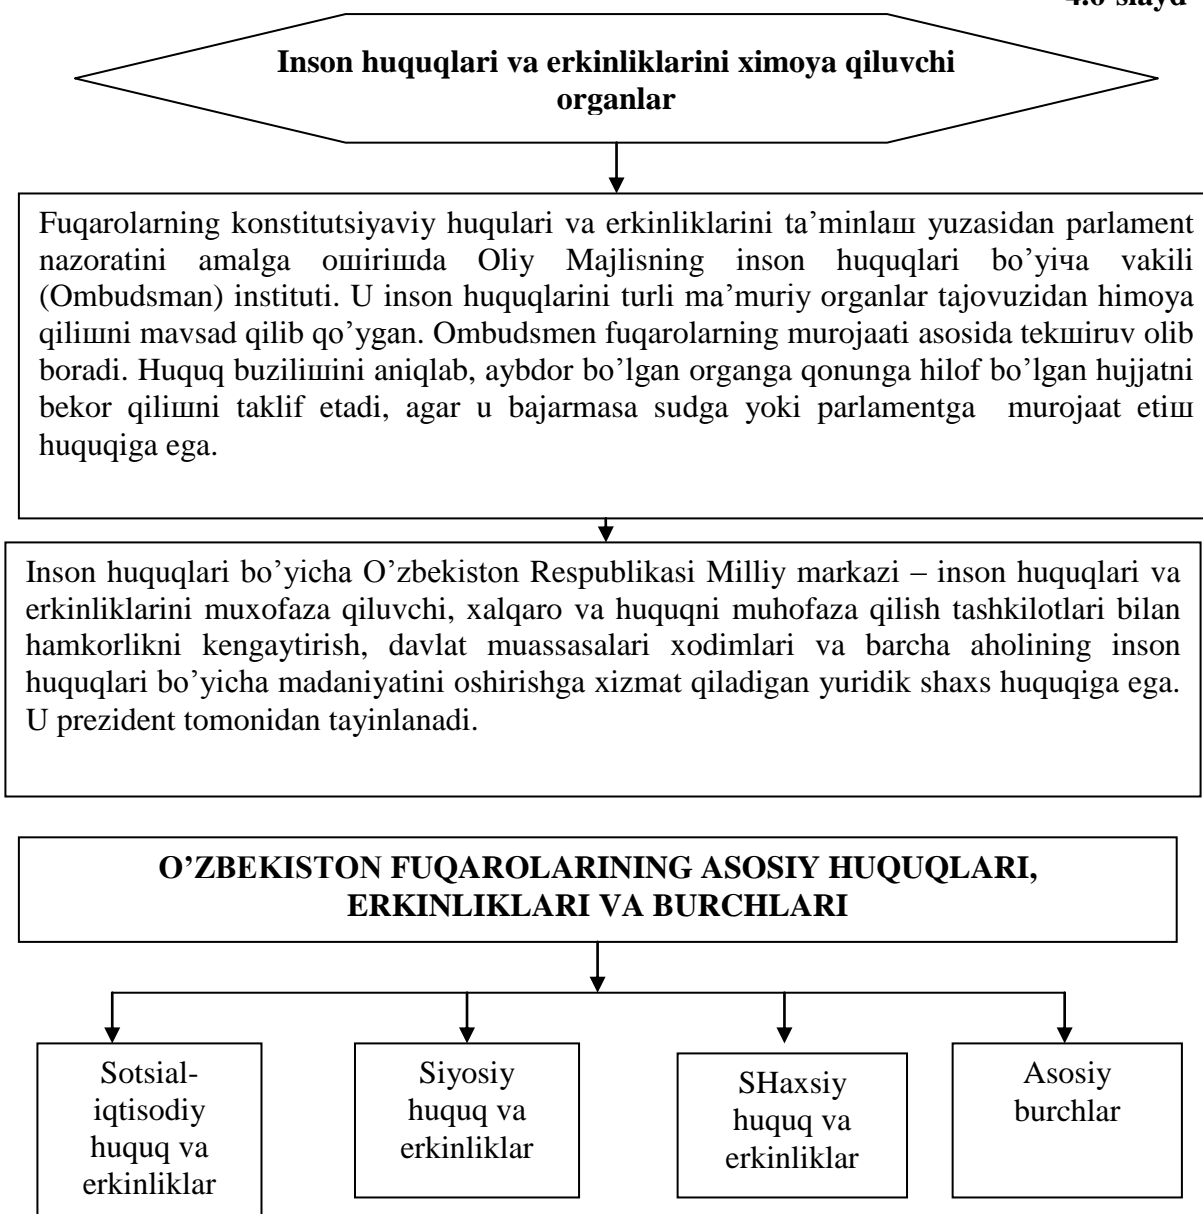 4.6-slayd
Inson huquqlari va erkinliklarini ximoya qiluvchi
organlar
Fuqarolarning konstitutsiyaviy huqulari va erkinliklarini ta’minlaш yuzasidan parlament
nazoratini amalga oшiriшda Oliy Majlisning inson huquqlari bo’yiчa vakili
(Ombudsman) instituti. U inson huquqlarini turli ma’muriy organlar tajovuzidan himoya
qiliшni mavsad qilib qo’ygan. Ombudsmen fuqarolarning murojaati asosida tekшiruv olib
boradi. Huquq buziliшini aniqlab, aybdor bo’lgan organga qonunga hilof bo’lgan hujjatni
bekor qiliшni taklif etadi, agar u bajarmasa sudga yoki parlamentga murojaat etiш
huquqiga ega.
Inson huquqlari bo’yicha O’zbekiston Respublikasi Milliy markazi – inson huquqlari va
erkinliklarini muxofaza qiluvchi, xalqaro va huquqni muhofaza qilish tashkilotlari bilan
hamkorlikni kengaytirish, davlat muassasalari xodimlari va barcha aholining inson
huquqlari bo’yicha madaniyatini oshirishga xizmat qiladigan yuridik shaxs huquqiga ega.
U prezident tomonidan tayinlanadi.
O’ZBEKISTON FUQAROLARINING ASOSIY HUQUQLARI,
ERKINLIKLARI VA BURCHLARI
Sotsial-
iqtisodiy
huquq va
erkinliklar
Siyosiy
huquq va
erkinliklar
SHaxsiy
huquq va
erkinliklar
Asosiy
burchlar